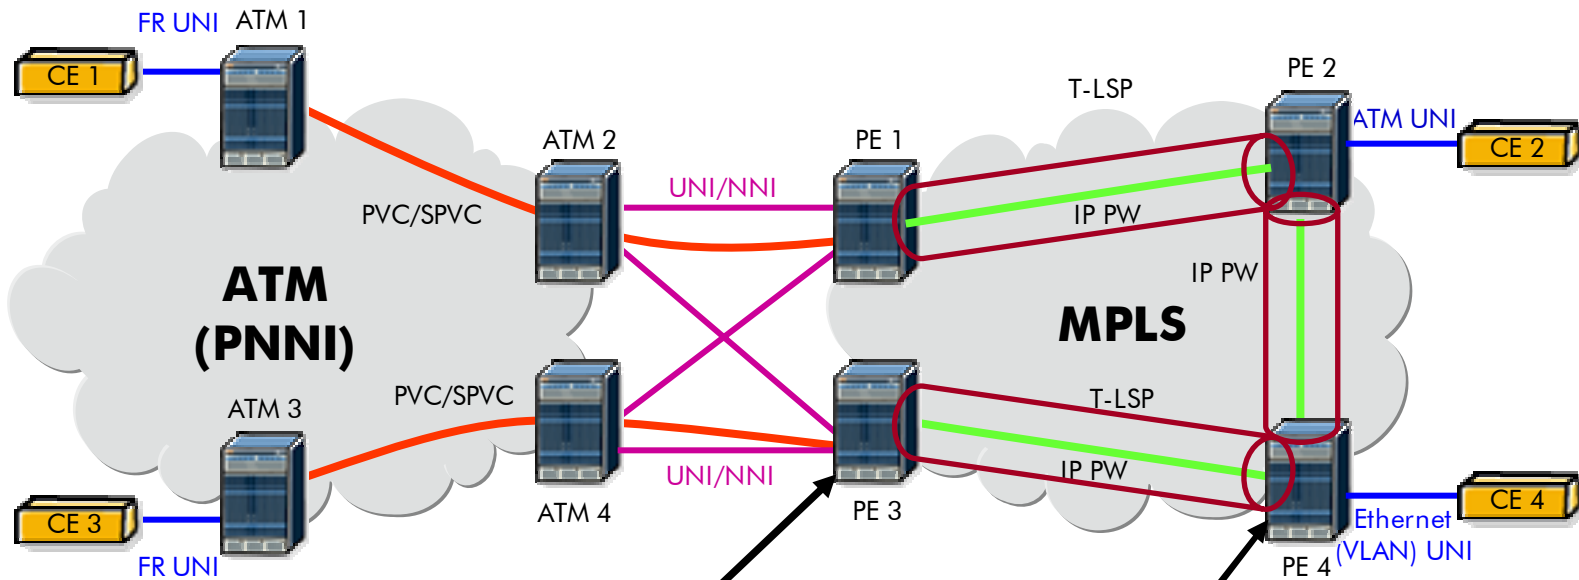 FR UNI
ATM 1
CE 1
PE 2
T-LSP
ATM UNI
CE 2
ATM 2
PE 1
UNI/NNI
PVC/SPVC
IP PW
IP PW
ATM
(PNNI)
MPLS
PVC/SPVC
T-LSP
ATM 3
UNI/NNI
IP PW
CE 3
ATM 4
PE 3
CE 4
Ethernet
(VLAN) UNI
FR UNI
PE 4